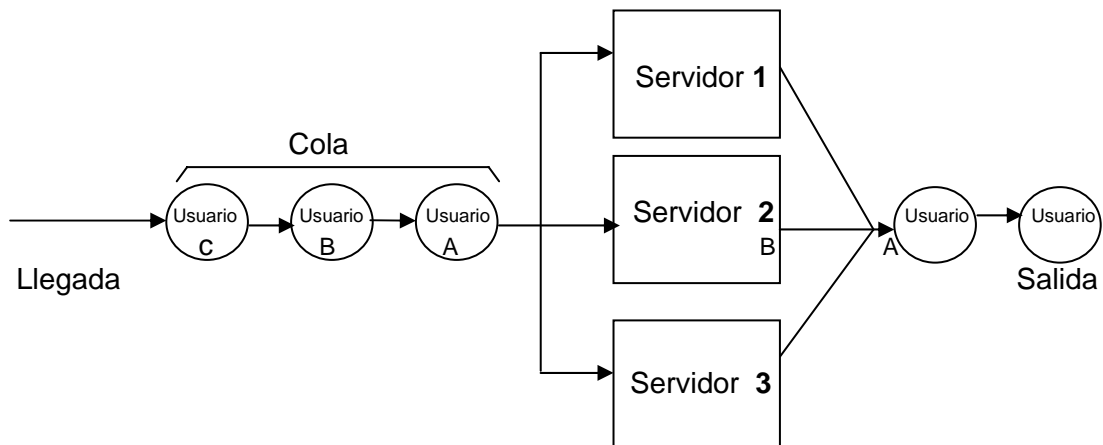 Servidor 1
Cola
Usuario
C
Usuario
B
Usuario
A
Servidor 2
B
A
Usuario
Usuario
Llegada
Salida
Servidor 3